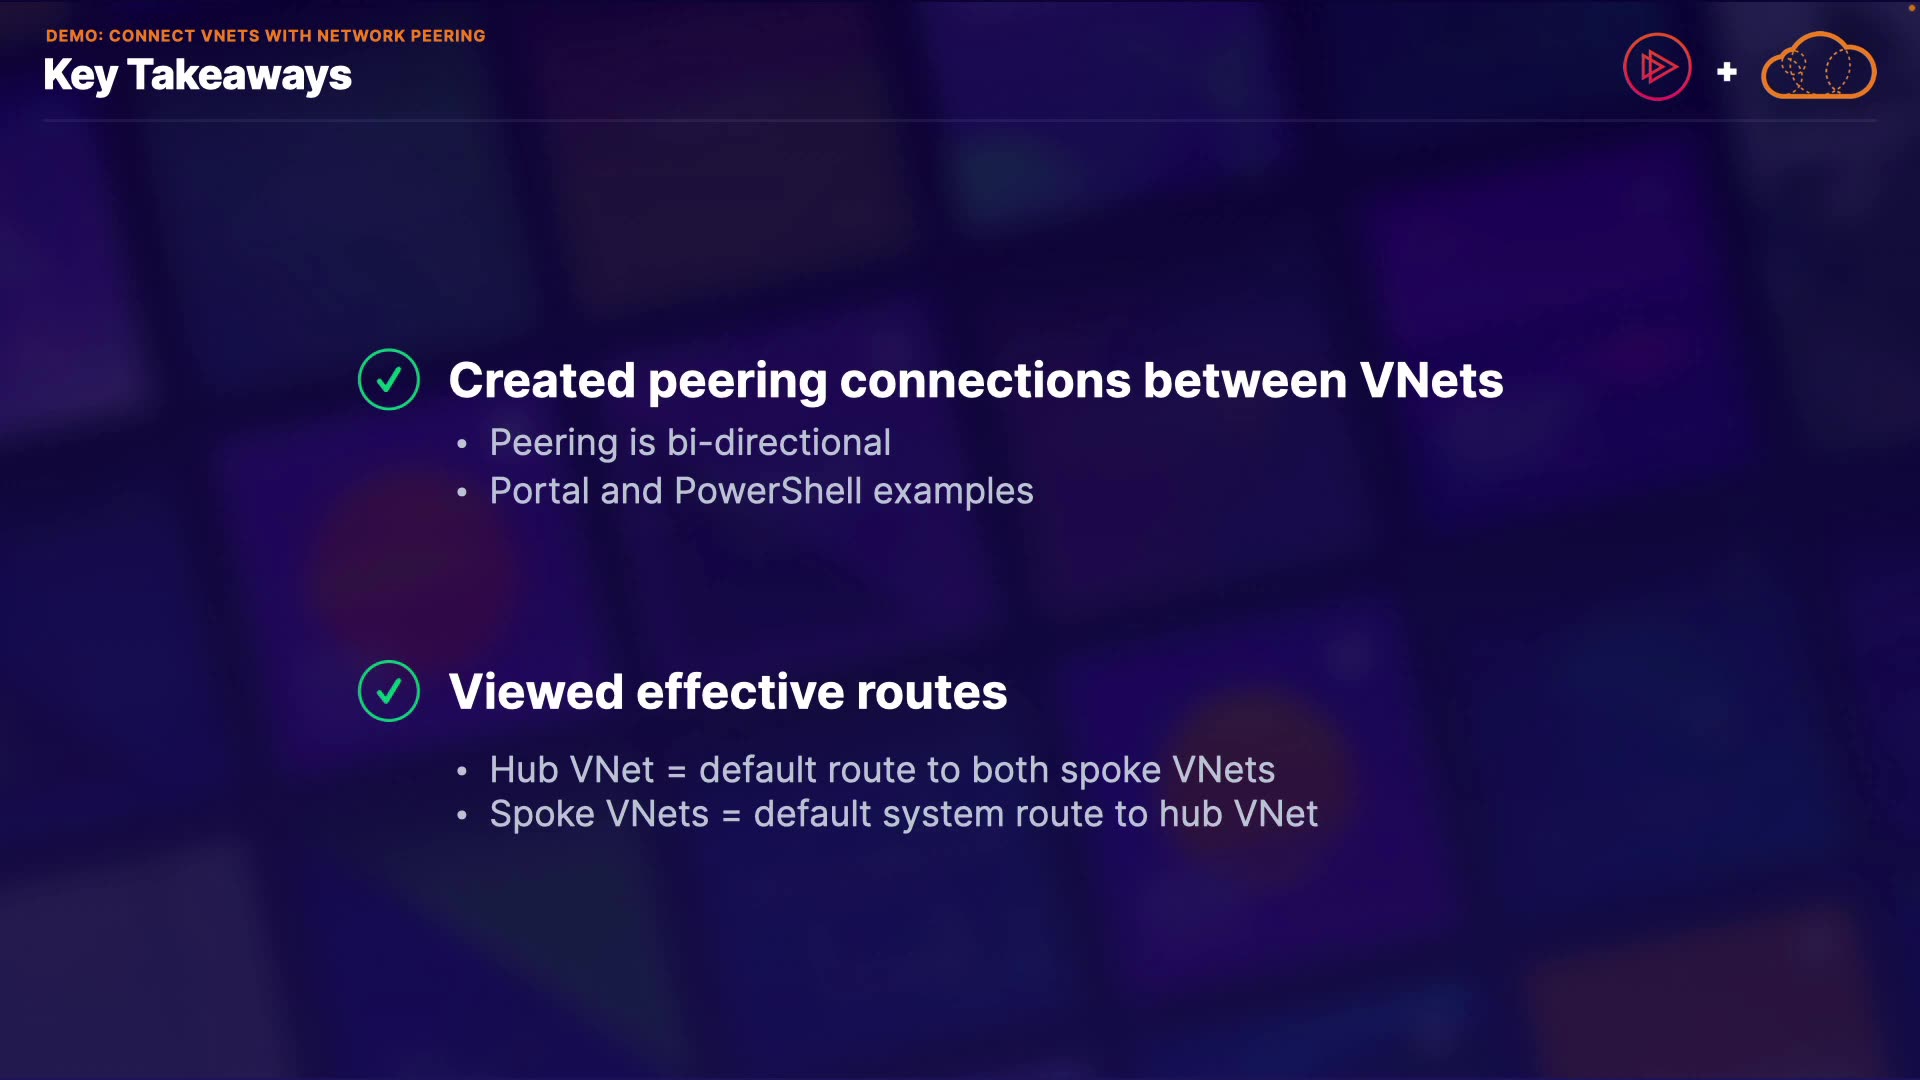 DEMO: CONNECT VNETS WITH NETWORK PEERING
Key Takeaways
+
Created peering connections between VNets
• Peering is bi-directional
• Portal and PowerShell examples
Viewed effective routes
• Hub VNet = default route to both spoke VNets
• Spoke VNets = default system route to hub VNet